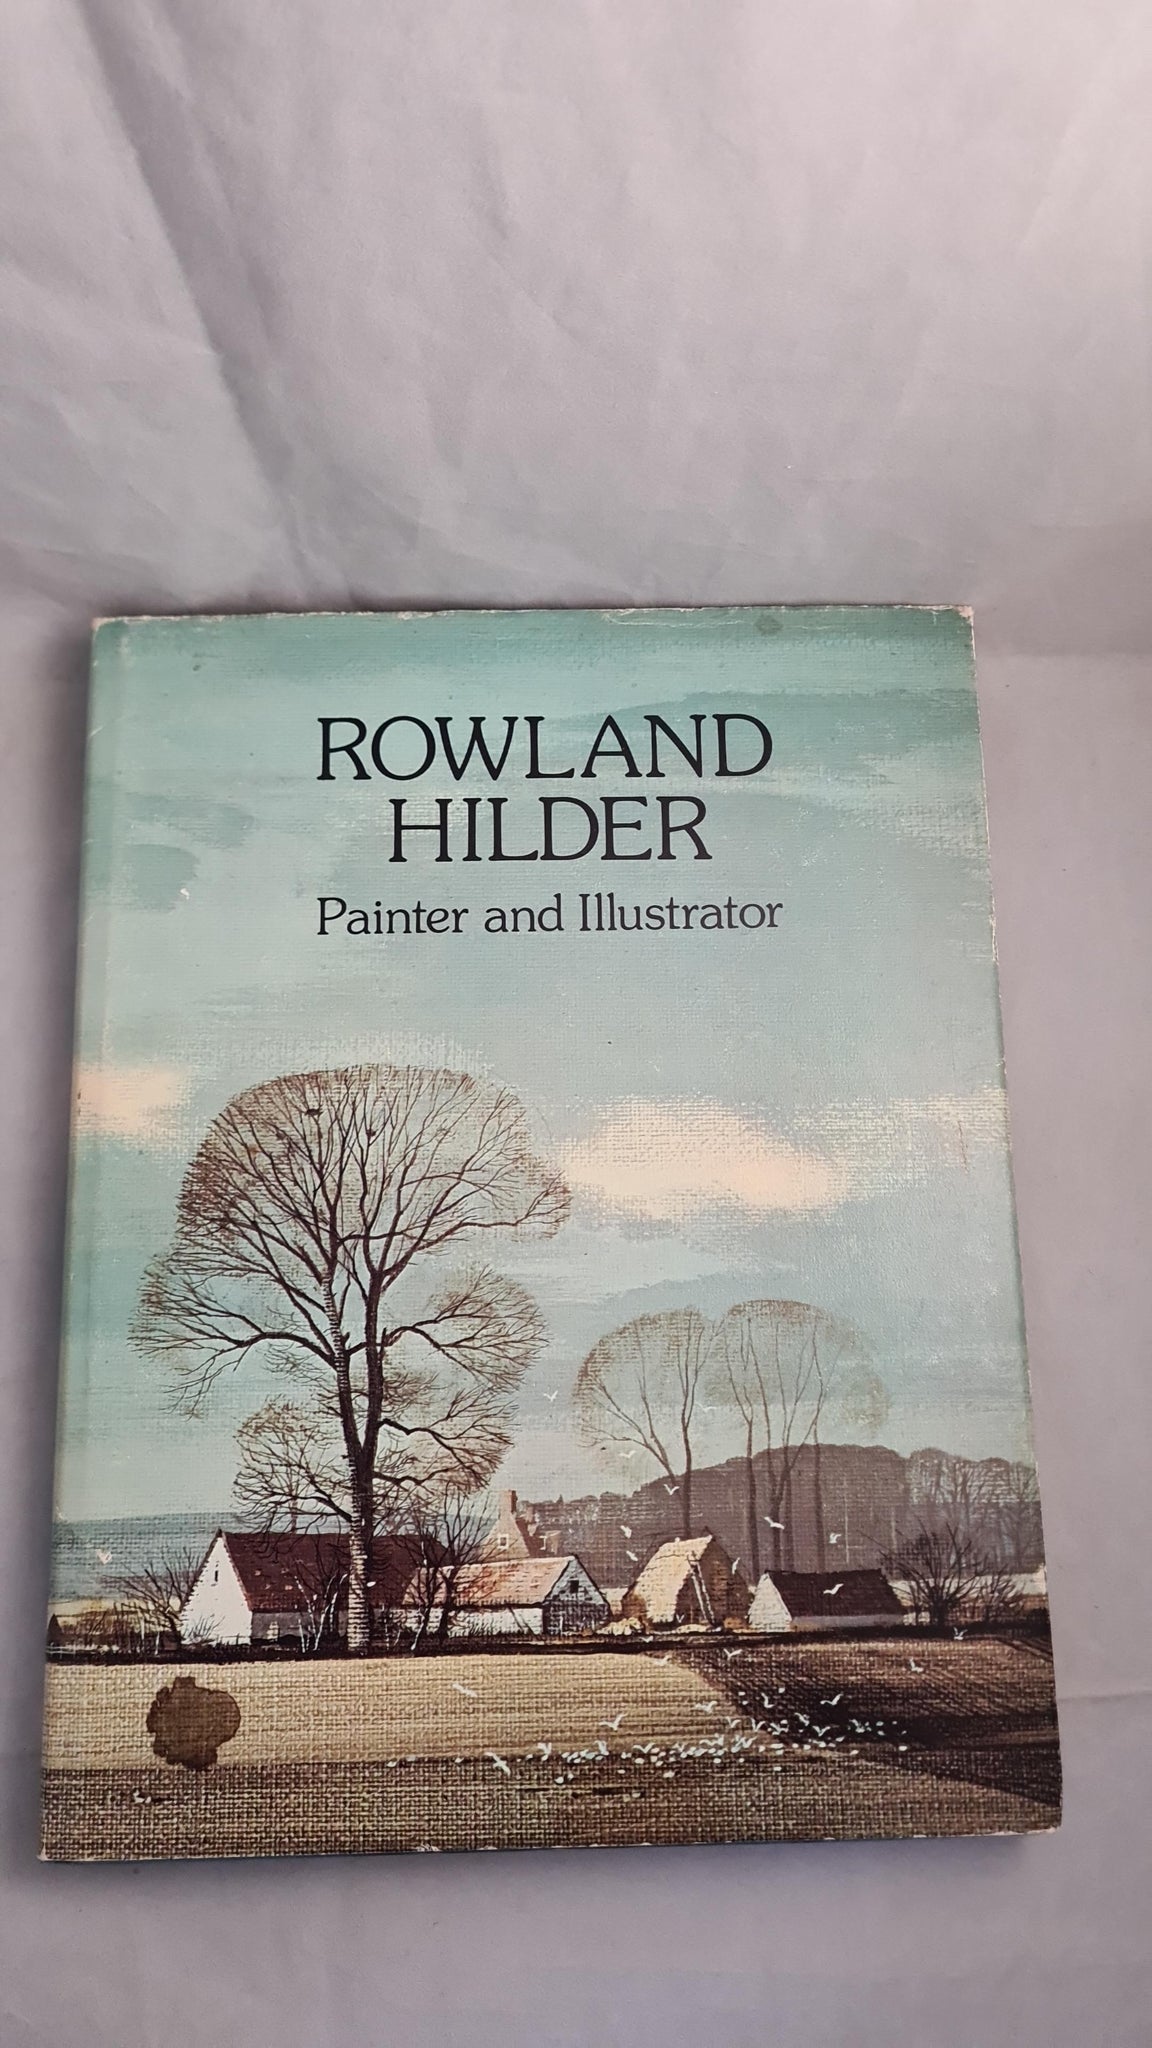 ROWLAND
HILDER
Painter and Illustrator